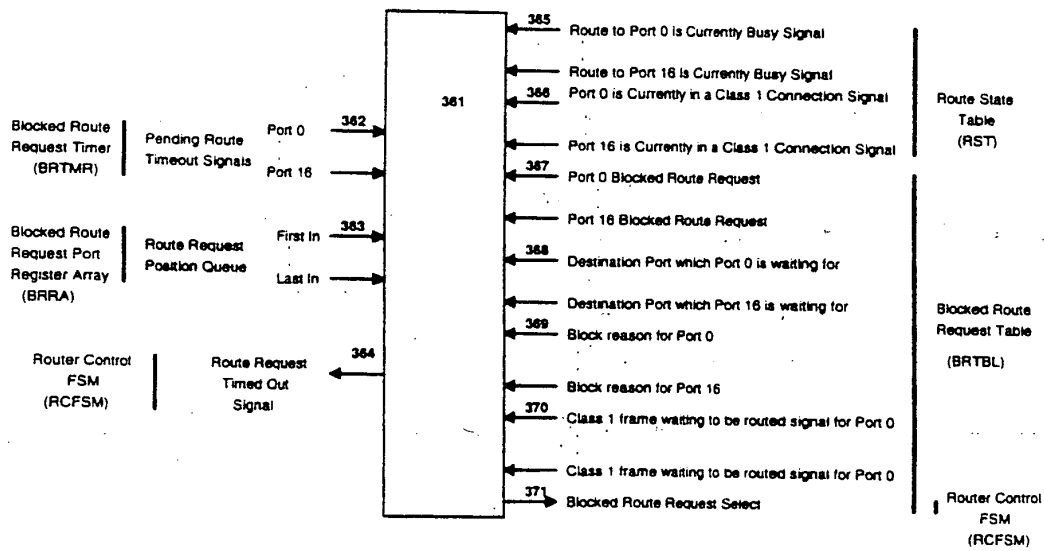 365
Route to Port 0 is Currently Busy Signal
Route to Port 16 is Currently Busy Signal
366
Port 0 is Currently in a Class 1 Connection Signal
Port 16 is Currently in a Class 1 Connection Signal
Route State
Table
(RST)
361
Blocked Route
Request Timer
(BRTMR)
Pending Route
Timeout Signals
Port 0
362
Port 16
367
Port 0 Blocked Route Request
Port 16 Blocked Route Request
Blocked Route
Request Port
Register Array
(BRRA)
Route Request
Position Queue
First In
363
Last In
368
Destination Port which Port 0 is waiting for
Destination Port which Port 16 is waiting for
369
Block reason for Port 0
Block reason for Port 16
370
Class 1 frame waiting to be routed signal for Port 0
Class 1 frame waiting to be routed signal for Port 0
Blocked Route
Request Table
(BRTBL)
Router Control
FSM
(RCFSM)
Route Request
Timed Out
Signal
364
371
Blocked Route Request Select
Router Control
FSM
(RCFSM)